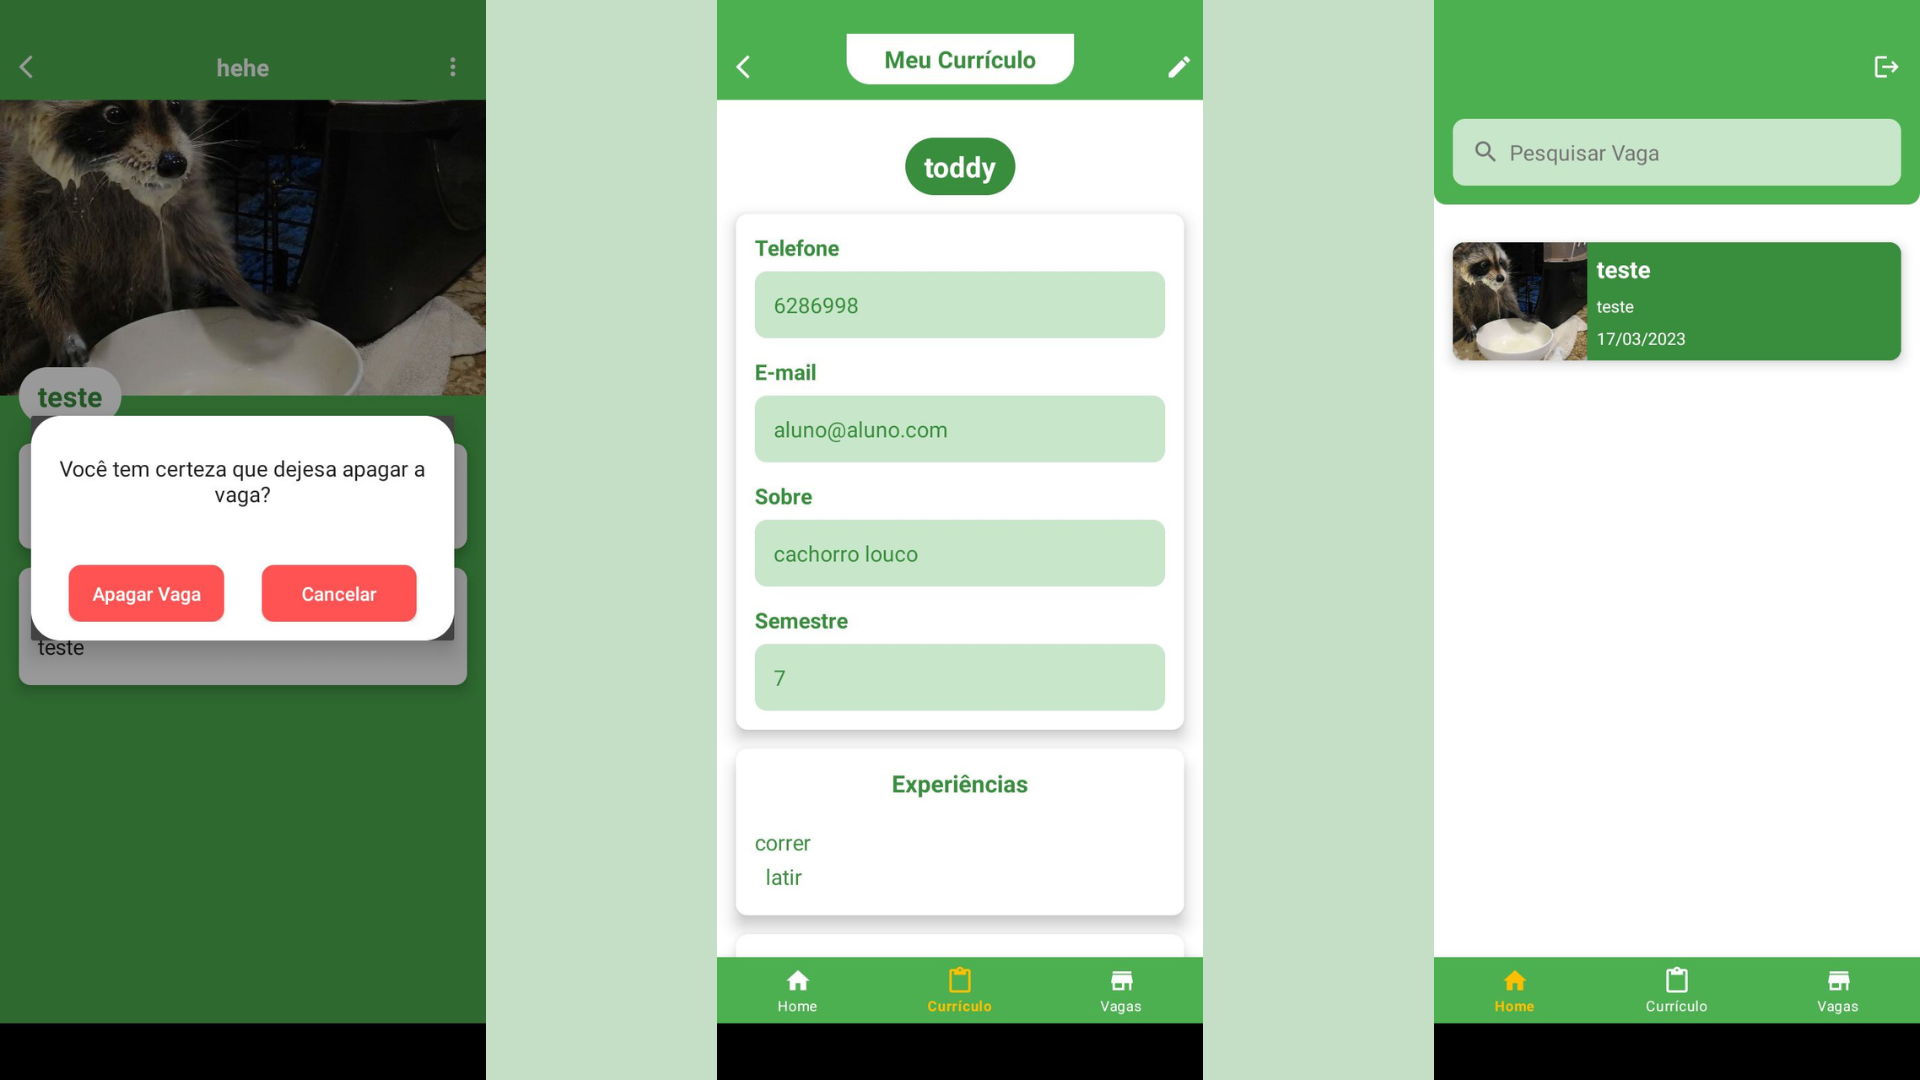 hehe
teste
Você tem certeza que dejesa apagar a
vaga?
Apagar Vaga
Cancelar
teste
Meu Currículo
toddy
Telefone
6286998
E-mail
aluno@aluno.com
Sobre
cachorro louco
Semestre
7
Experiências
correr
latir
Home
Currículo
Vagas
Pesquisar Vaga
teste
teste
17/03/2023
Home
Currículo
Vagas